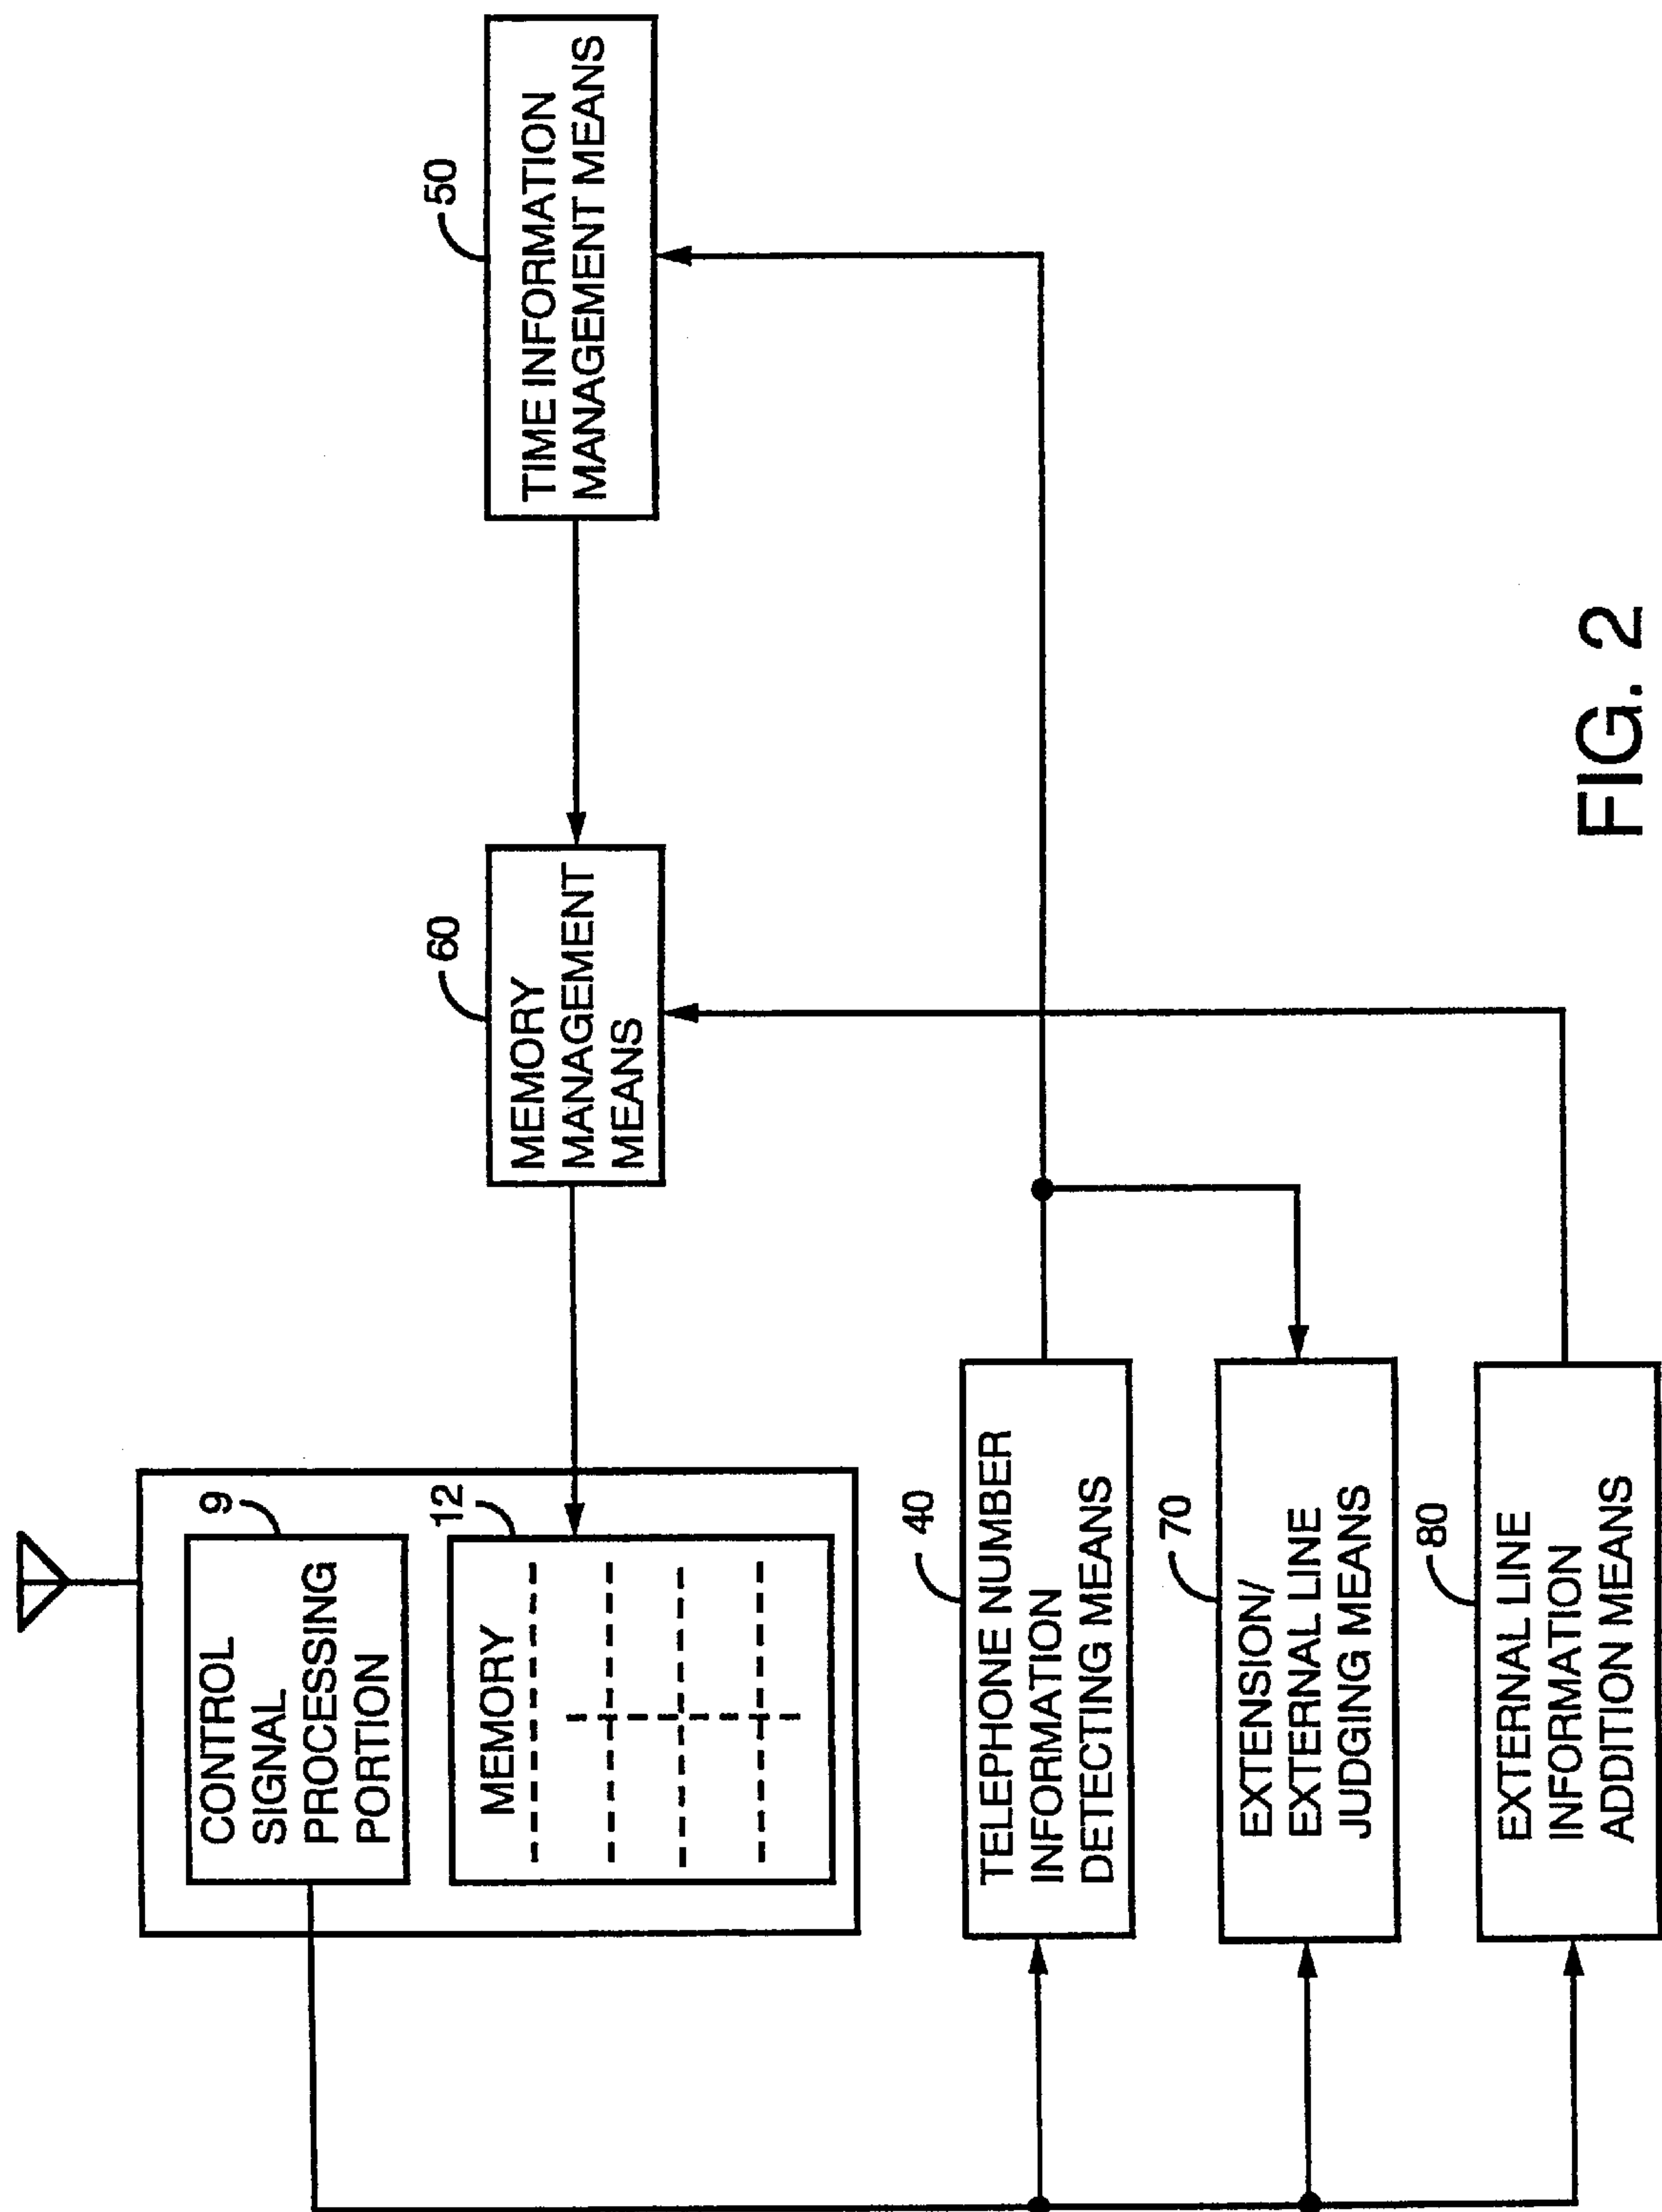 9
CONTROL
SIGNAL
PROCESSING
PORTION
12
MEMORY
60
MEMORY
MANAGEMENT
MEANS
50
TIME INFORMATION
MANAGEMENT MEANS
40
TELEPHONE NUMBER
INFORMATION
DETECTING MEANS
70
EXTENSION/
EXTERNAL LINE
JUDGING MEANS
80
EXTERNAL LINE
INFORMATION
ADDITION MEANS
FIG. 2